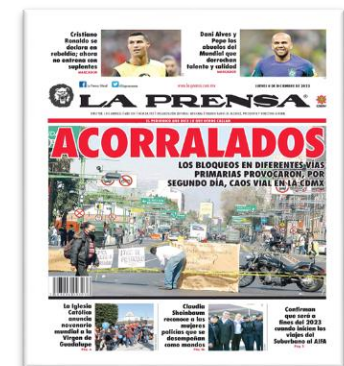 Cristiano
Ronaldo se
declara en
rebeldía; ahora
no entrena con
suplentes
Dani Alves y
Pepe los
abuelos del
Mundial que
derrochan
talento y calidad
LA PRENSA
EL PERIÓDICO QUE DICE LO QUE OTROS CALLAN
ACORRALADOS
LOS BLOQUEOS EN DIFERENTES VÍAS
PRIMARIAS PROVOCARON, POR
SEGUNDO DÍA, CAOS VIAL EN LA CDMX
La Iglesia
Católica
anuncia
novenario
mundial a la
Virgen de
Guadalupe
Claudia
Sheinbaum
reconoce a las
mujeres
policías que se
desempeñan
como mandos
Confirman
que será a
fines del 2023
cuando inicien los
viajes del
Suburbano al AIFA